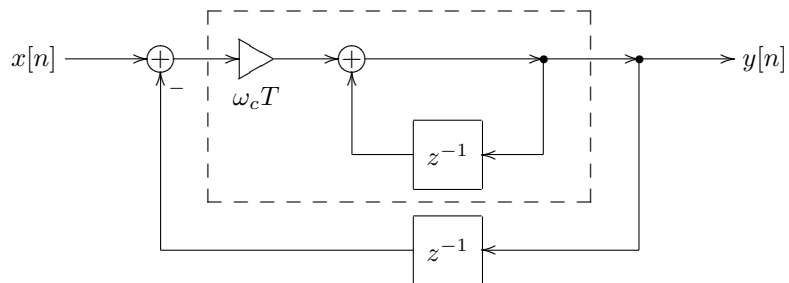 x[n] + + y[n]
−
ω_cT
z⁻¹
z⁻¹